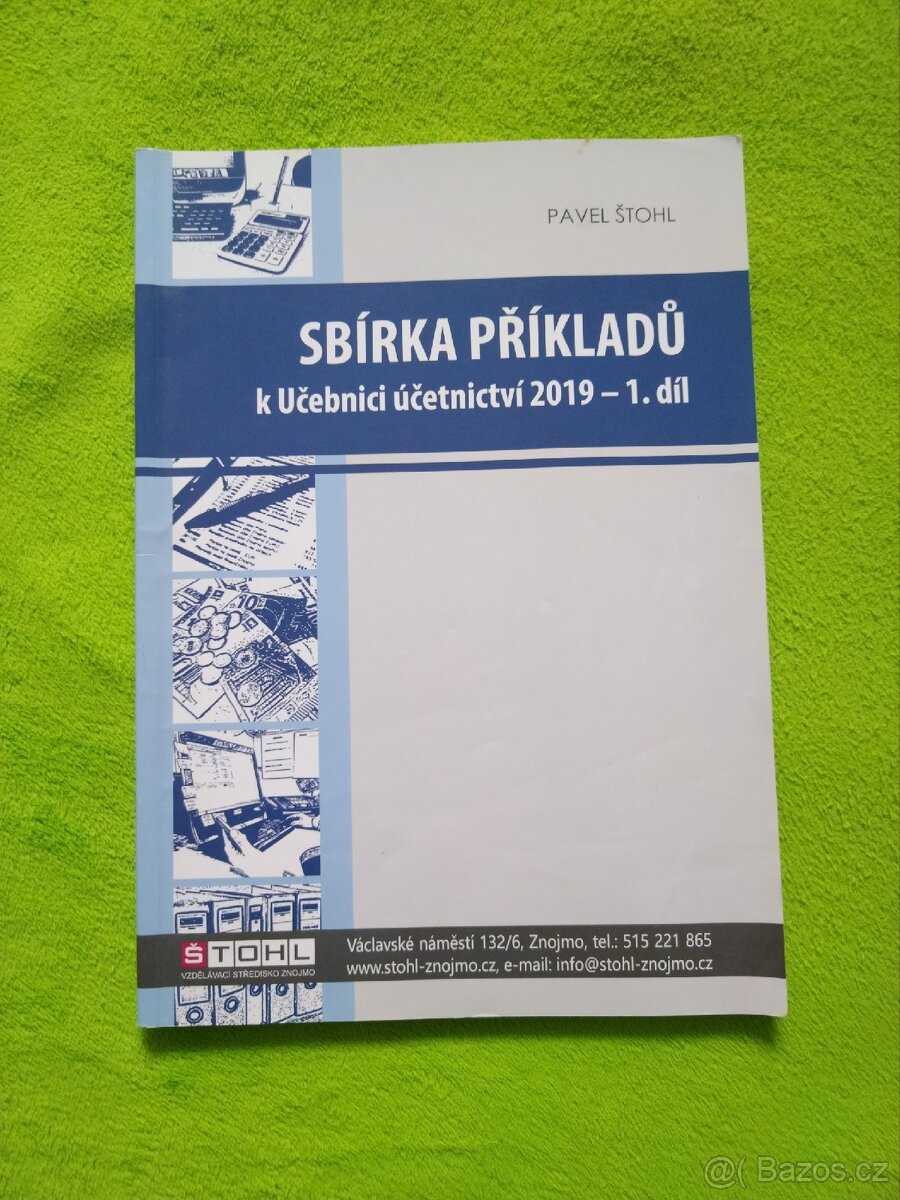 PAVEL ŠTOHL
SBÍRKA PŘÍKLADŮ
k Učebnici účetnictví 2019 – 1. díl
ŠTOHL
VZDĚLÁVACÍ STŘEDISKO ZNOJMO
Václavské náměstí 132/6, Znojmo, tel.: 515 221 865
www.stohl-znojmo.cz, e-mail: info@stohl-znojmo.cz
@( Bazos.cz